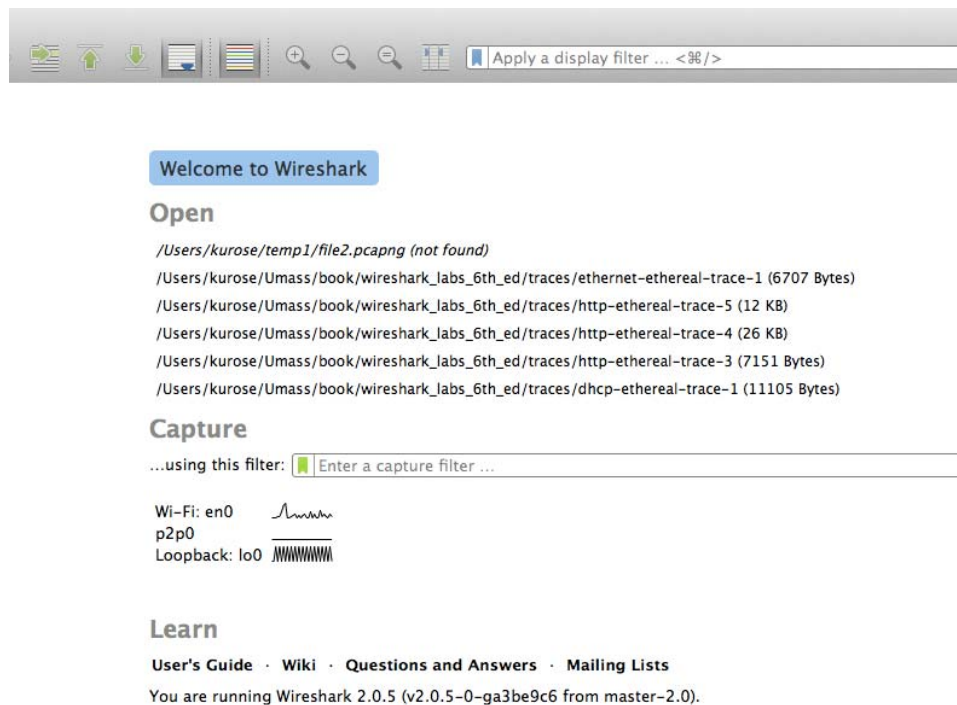 Apply a display filter ... <⌘/>
Welcome to Wireshark
Open
/Users/kurose/temp1/file2.pcapng (not found)
/Users/kurose/Umass/book/wireshark_labs_6th_ed/traces/ethernet-ethereal-trace-1 (6707 Bytes)
/Users/kurose/Umass/book/wireshark_labs_6th_ed/traces/http-ethereal-trace-5 (12 KB)
/Users/kurose/Umass/book/wireshark_labs_6th_ed/traces/http-ethereal-trace-4 (26 KB)
/Users/kurose/Umass/book/wireshark_labs_6th_ed/traces/http-ethereal-trace-3 (7151 Bytes)
/Users/kurose/Umass/book/wireshark_labs_6th_ed/traces/dhcp-ethereal-trace-1 (11105 Bytes)
Capture
...using this filter: Enter a capture filter ...
Wi-Fi: en0
p2p0
Loopback: lo0
Learn
User's Guide · Wiki · Questions and Answers · Mailing Lists
You are running Wireshark 2.0.5 (v2.0.5-0-ga3be9c6 from master-2.0).